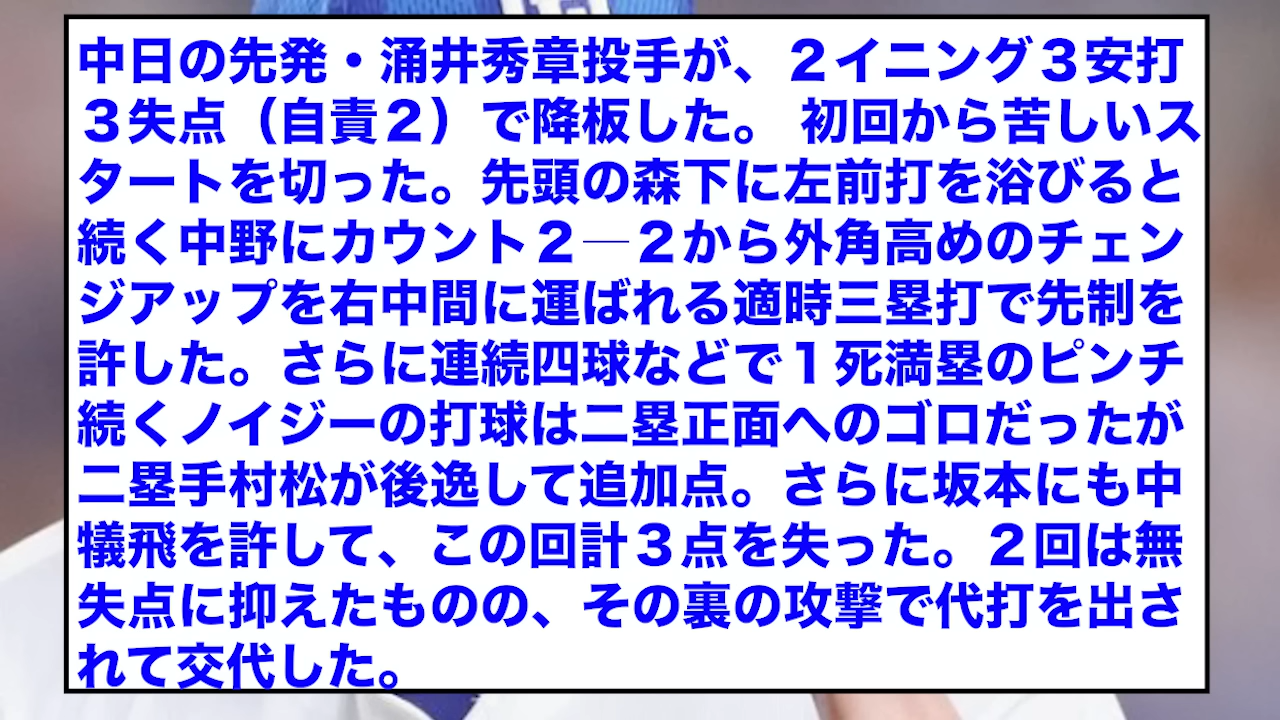 中日の先発・涌井秀章投手が、２イニング３安打
３失点（自責２）で降板した。 初回から苦しいス
タートを切った。先頭の森下に左前打を浴びると
続く中野にカウント２―２から外角高めのチェン
ジアップを右中間に運ばれる適時三塁打で先制を
許した。さらに連続四球などで１死満塁のピンチ
続くノイジーの打球は二塁正面へのゴロだったが
二塁手村松が後逸して追加点。さらに坂本にも中
犠飛を許して、この回計３点を失った。２回は無
失点に抑えたものの、その裏の攻撃で代打を出さ
れて交代した。